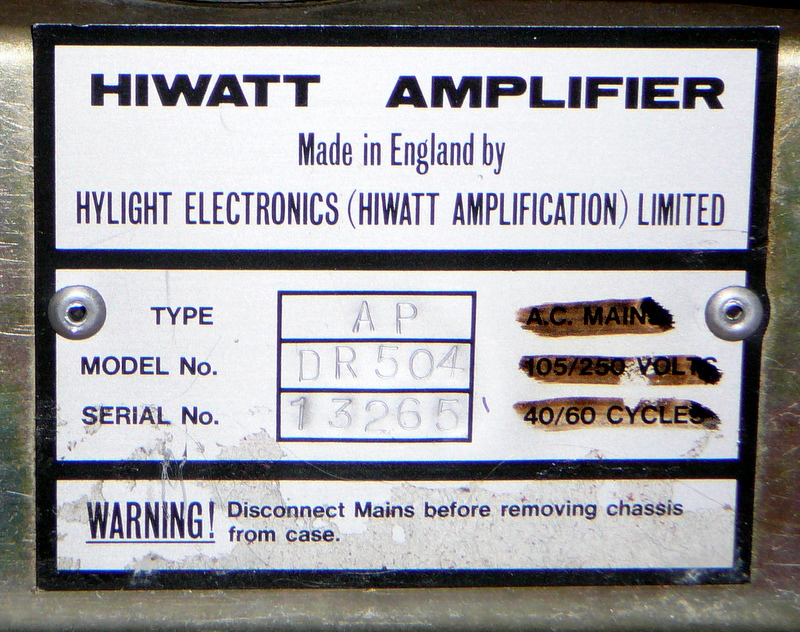 HIWATT AMPLIFIER
Made in England by
HYLIGHT ELECTRONICS (HIWATT AMPLIFICATION) LIMITED
TYPE AP A.C. MAINS
MODEL No. DR504 105/250 VOLTS
SERIAL No. 13265 40/60 CYCLES
WARNING! Disconnect Mains before removing chassis
from case.